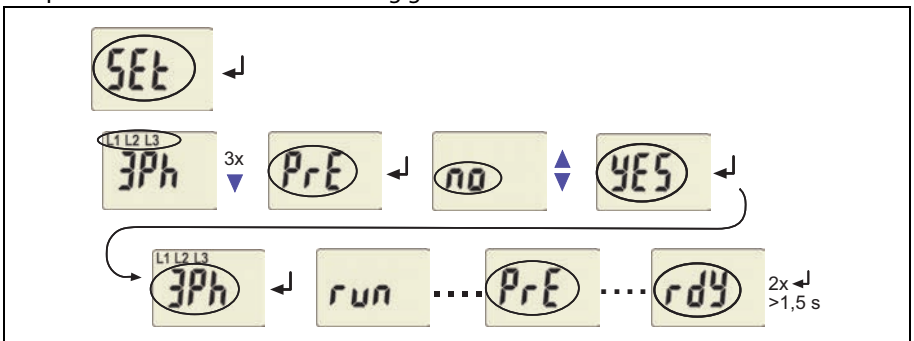 SEt
L1 L2 L3
3Ph
3x
PrE
no
YES
L1 L2 L3
3Ph
run
PrE
rdY
2x
>1,5 s